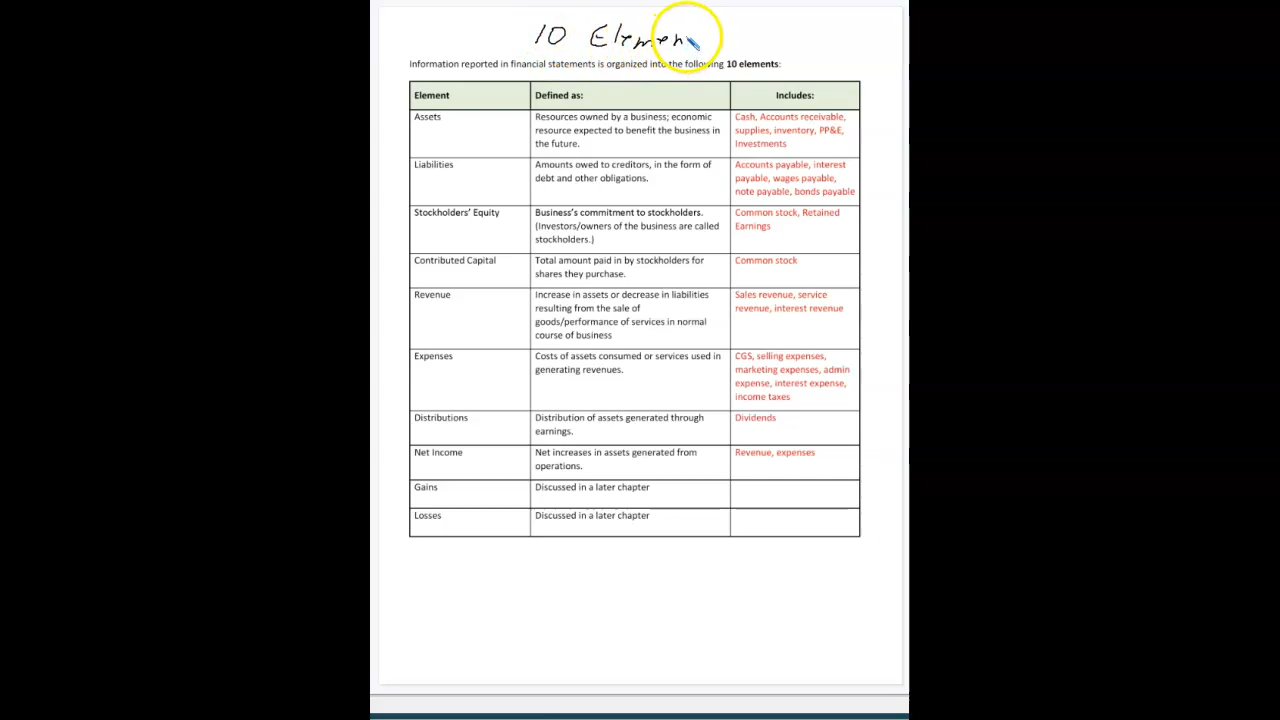 10 Elemen
Information reported in financial statements is organized into the following 10 elements:
Element Defined as: Includes:
Assets Resources owned by a business; economic Cash, Accounts receivable,
resource expected to benefit the business in supplies, inventory, PP&E,
the future. Investments
Liabilities Amounts owed to creditors, in the form of Accounts payable, interest
debt and other obligations. payable, wages payable,
note payable, bonds payable
Stockholders' Equity Business's commitment to stockholders. Common stock, Retained
(Investors/owners of the business are called Earnings
stockholders.)
Contributed Capital Total amount paid in by stockholders for Common stock
shares they purchase.
Revenue Increase in assets or decrease in liabilities Sales revenue, service
resulting from the sale of revenue, interest revenue
goods/performance of services in normal
course of business
Expenses Costs of assets consumed or services used in CGS, selling expenses,
generating revenues. marketing expenses, admin
expense, interest expense,
income taxes
Distributions Distribution of assets generated through Dividends
earnings.
Net Income Net increases in assets generated from Revenue, expenses
operations.
Gains Discussed in a later chapter
Losses Discussed in a later chapter